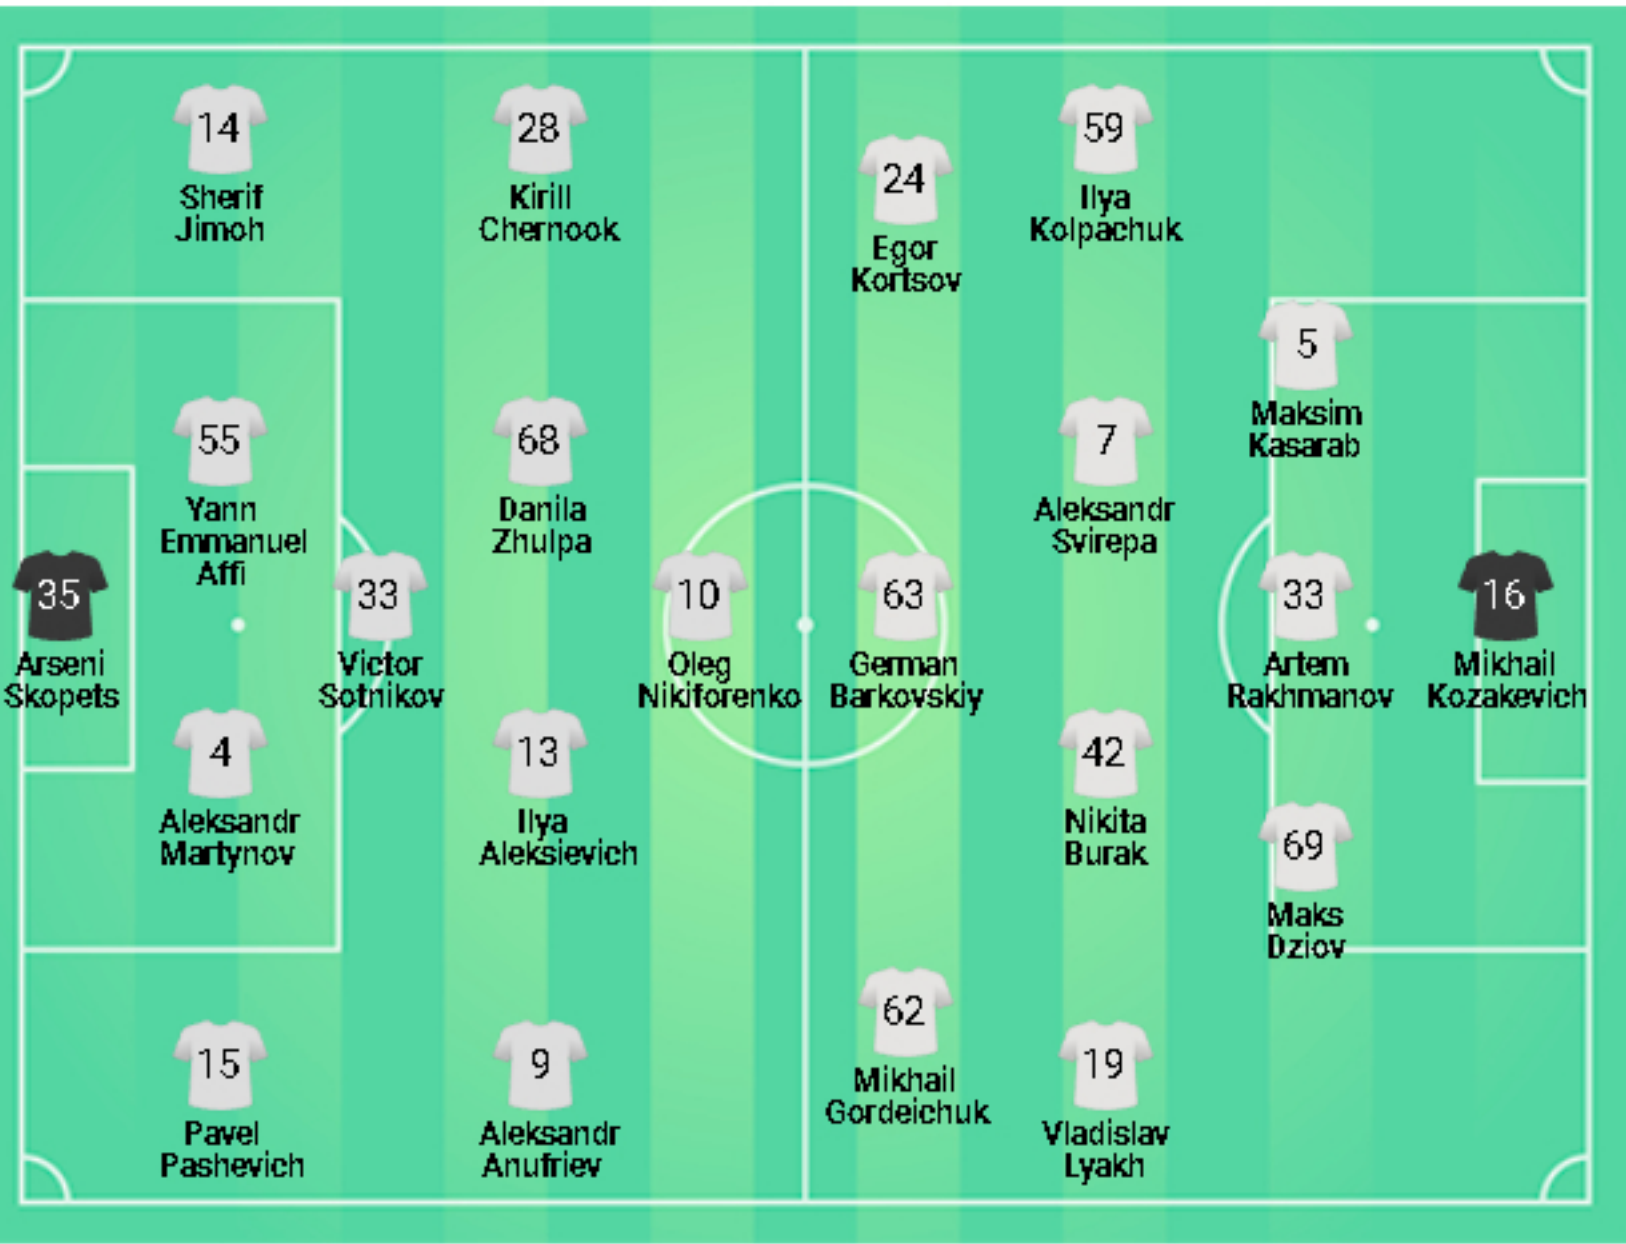 14
Sherif
Jimoh
28
Kirill
Chernook
24
Egor
Kortsov
59
Ilya
Kolpachuk
5
Maksim
Kasarab
55
Yann
Emmanuel
Affi
68
Danila
Zhulpa
7
Aleksandr
Svirepa
35
Arseni
Skopets
33
Victor
Sotnikov
10
Oleg
Nikiforenko
63
German
Barkovskiy
33
Artem
Rakhmanov
16
Mikhail
Kozakevich
4
Aleksandr
Martynov
13
Ilya
Aleksievich
42
Nikita
Burak
69
Maks
Dziov
62
Mikhail
Gordeichuk
15
Pavel
Pashevich
9
Aleksandr
Anufriev
19
Vladislav
Lyakh